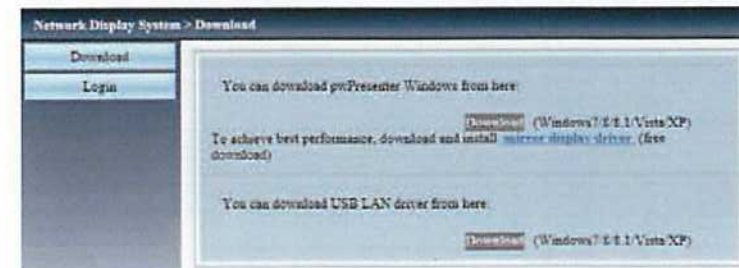 Network Display System > Download
Download
Login
You can download pwPresenter Windows from here:
Download (Windows7/8/8.1/Vista/XP)
To achieve best performance, download and install mirror display driver. (free
download)
You can download USB LAN driver from here:
Download (Windows7/8/8.1/Vista/XP)